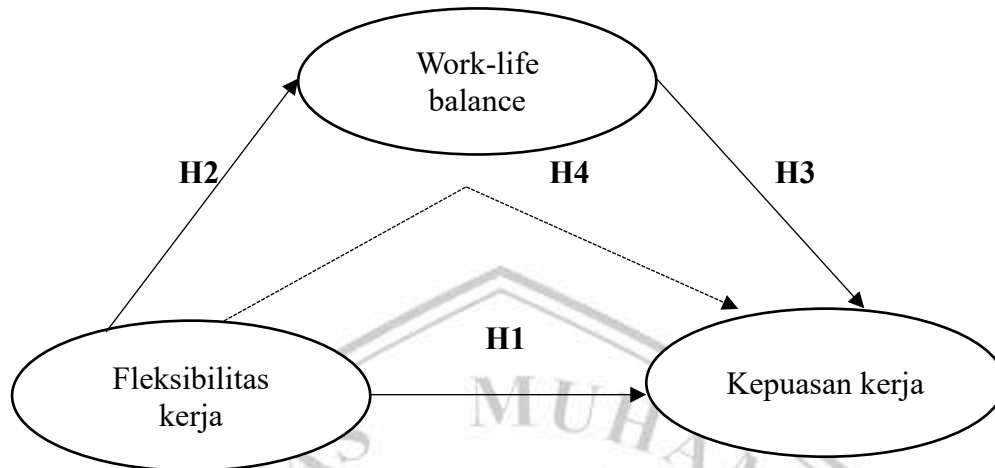 Work-life
balance
H2
H4
H3
H1
Fleksibilitas
kerja
Kepuasan kerja
MUHA